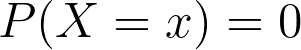 P(X = x) = 0